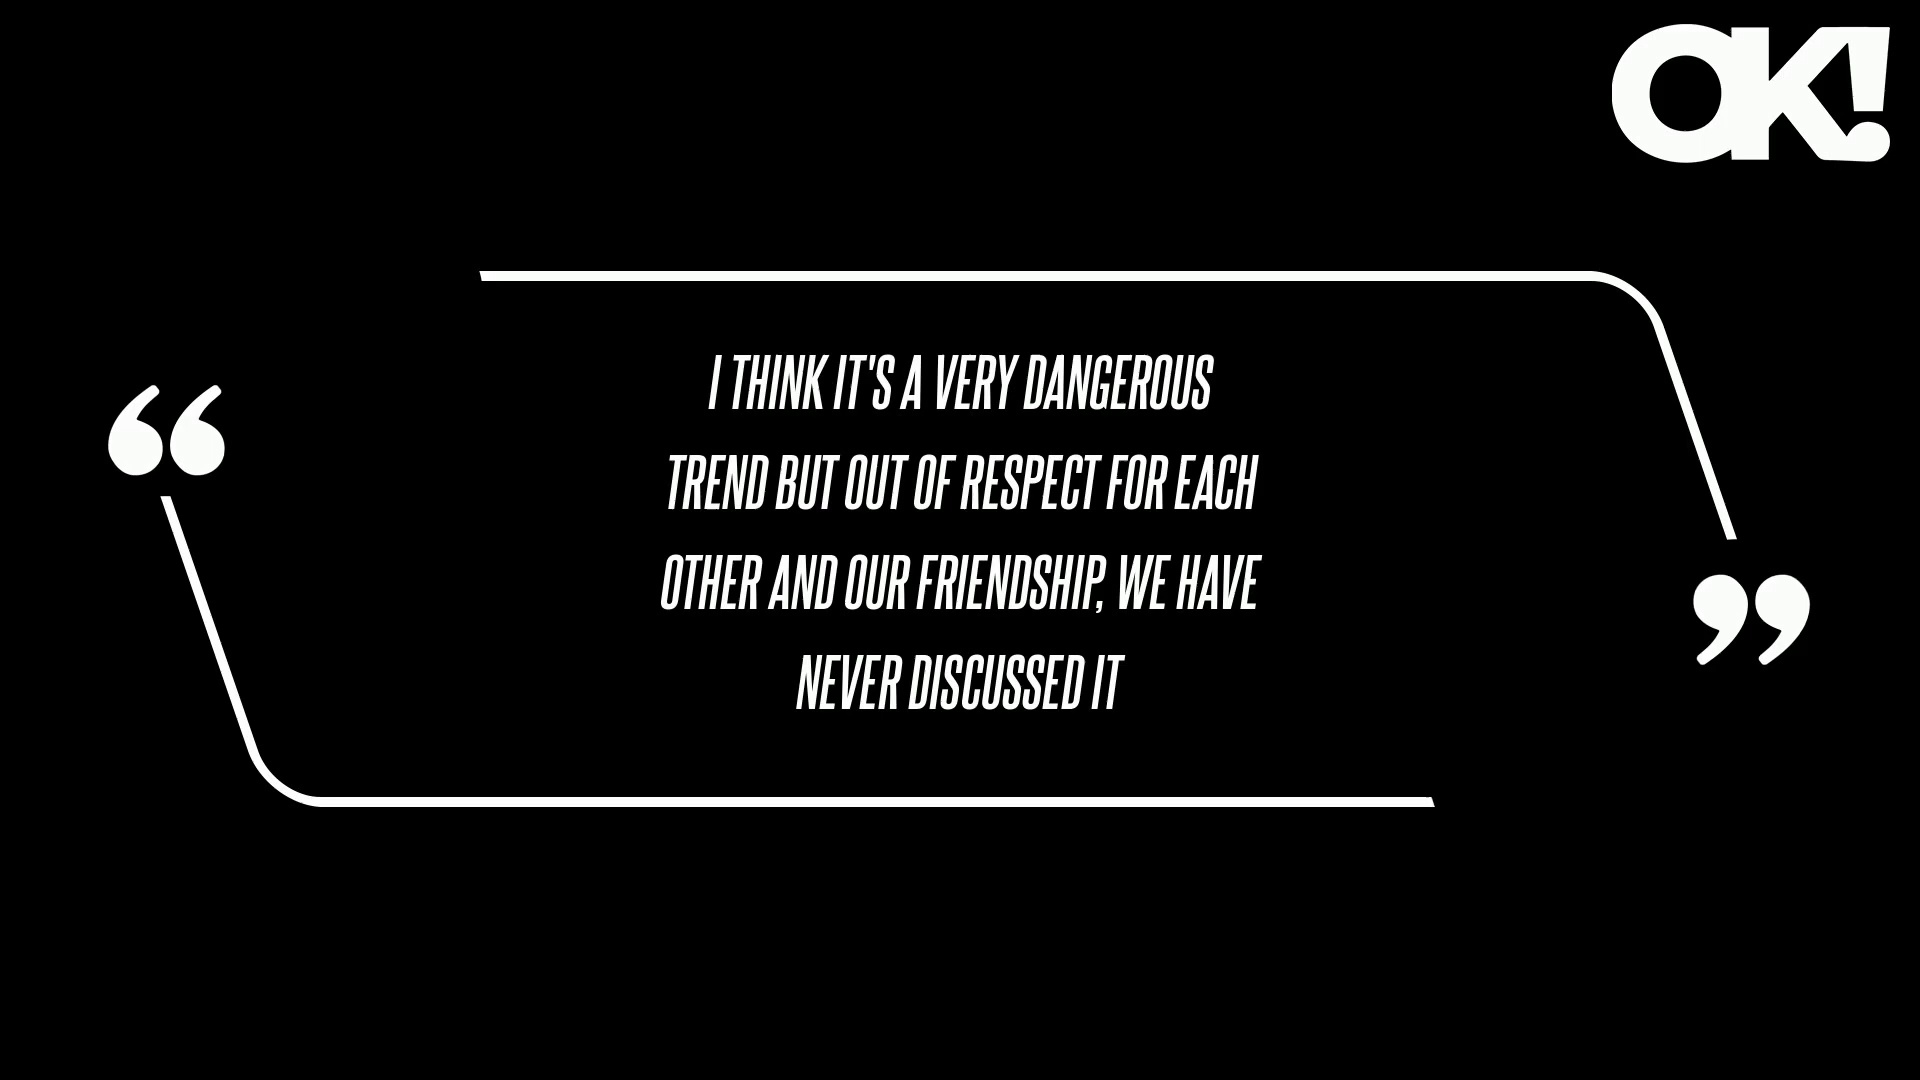 OK!
“
I THINK IT'S A VERY DANGEROUS
TREND BUT OUT OF RESPECT FOR EACH
OTHER AND OUR FRIENDSHIP, WE HAVE
NEVER DISCUSSED IT
”